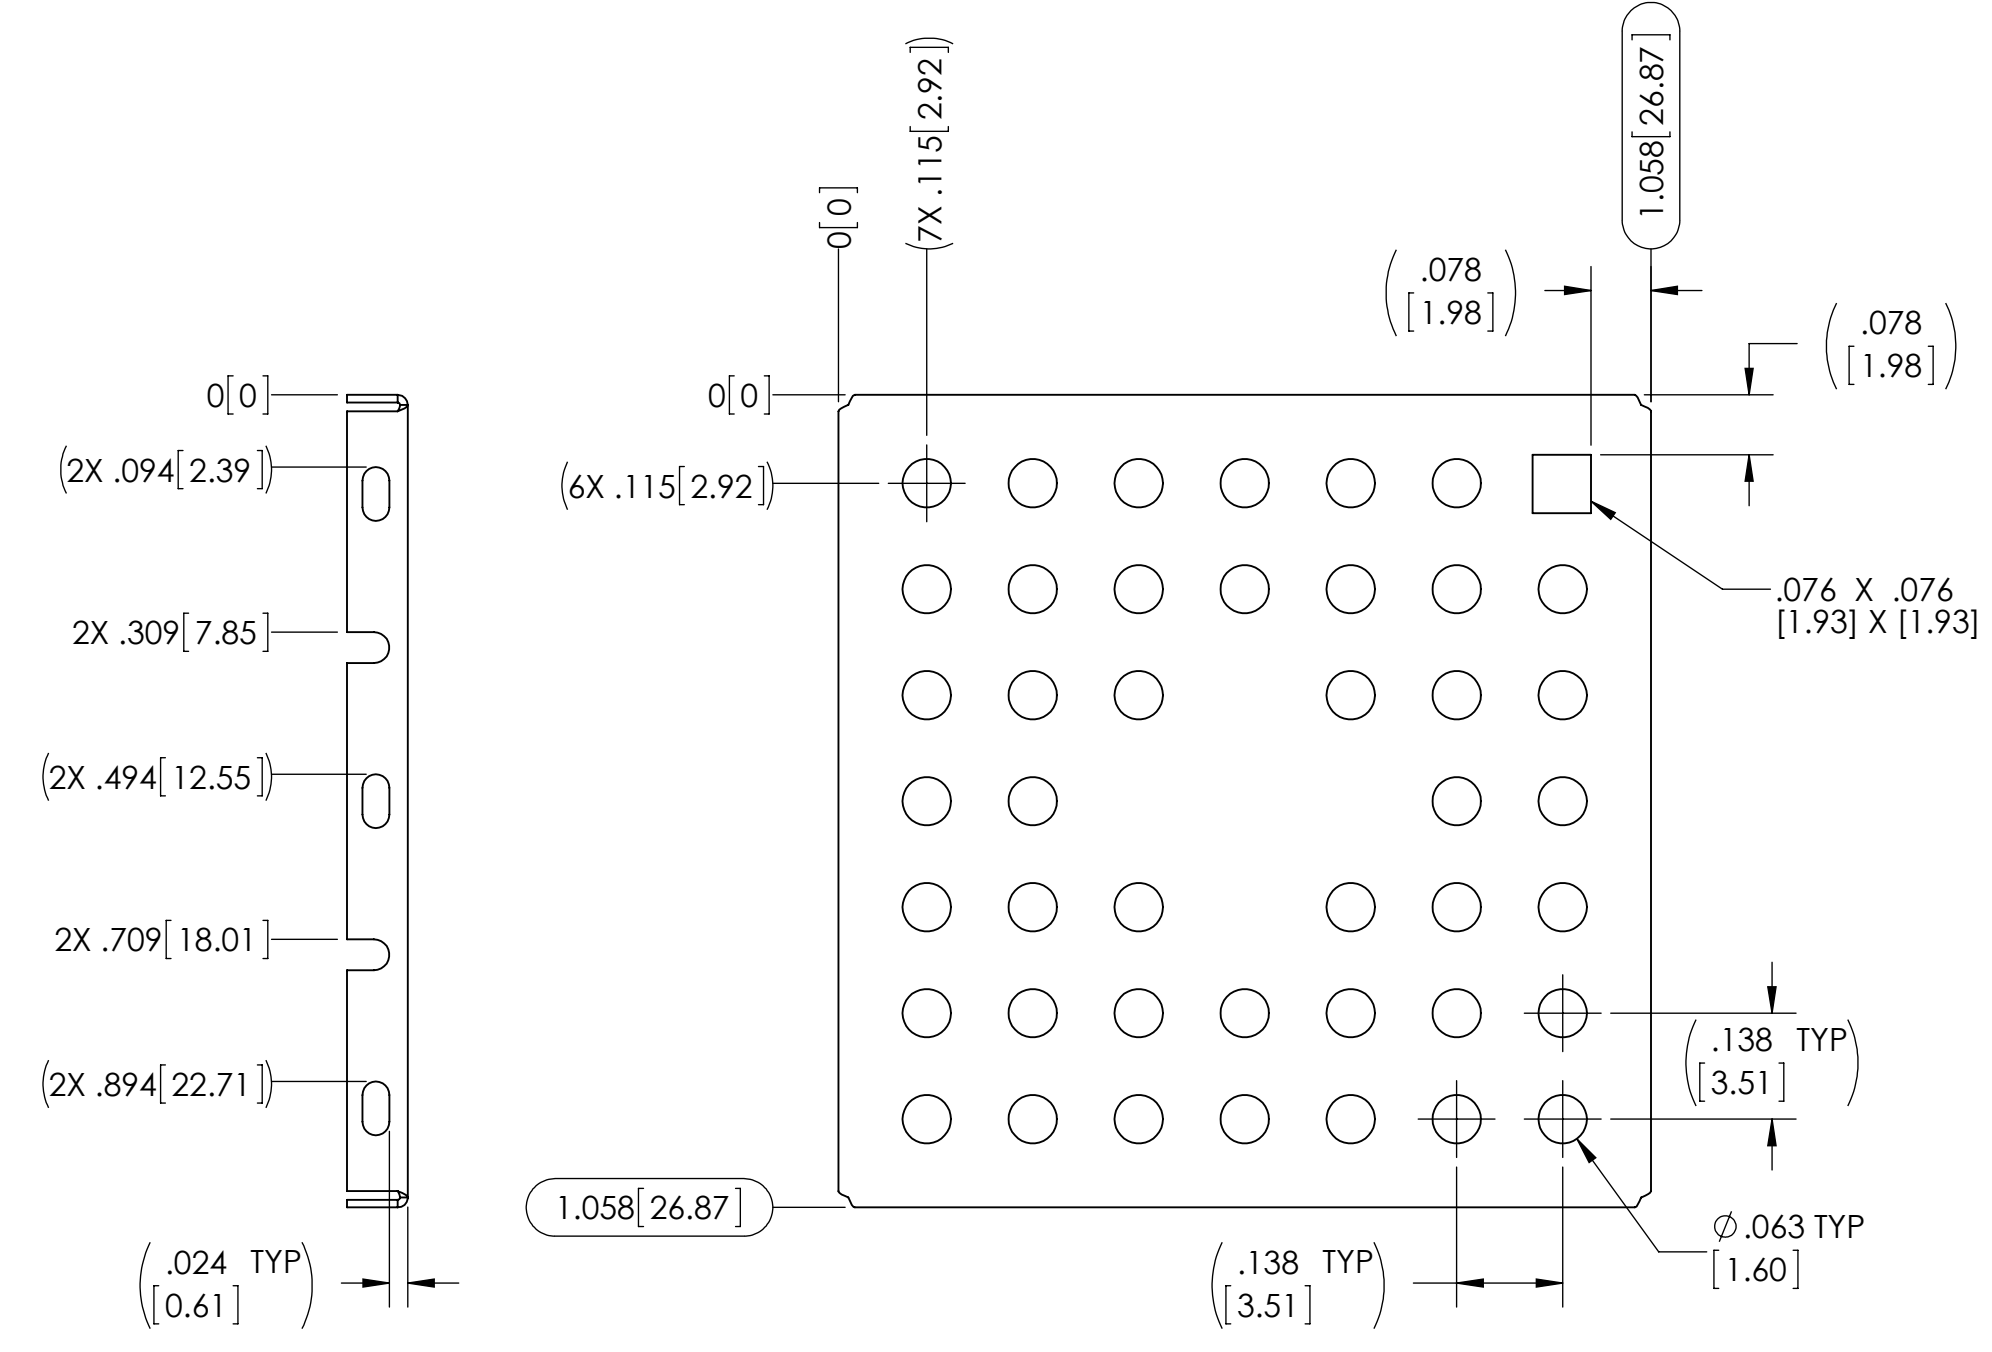 0[0]
(2X .094[2.39])
2X .309[7.85]
(2X .494[12.55])
2X .709[18.01]
(2X .894[22.71])
.024 TYP
[0.61]
0[0]
(7X .115[2.92])
1.058[26.87]
(.078
[1.98])
(.078
[1.98])
0[0]
(6X .115[2.92])
.076 X .076
[1.93] X [1.93]
(.138 TYP
[3.51])
1.058[26.87]
(.138 TYP
[3.51])
Ø.063 TYP
[1.60]